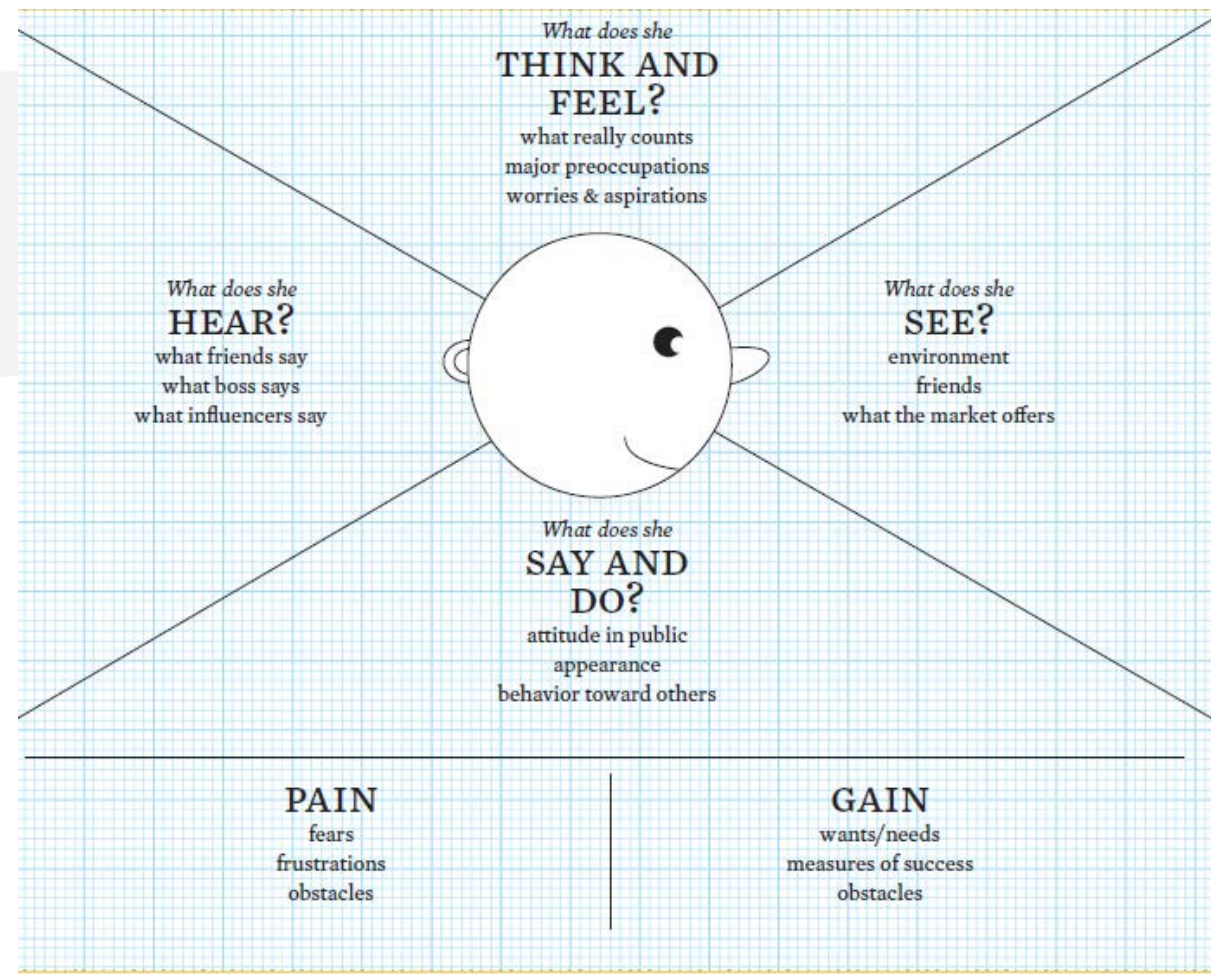 What does she
THINK AND
FEEL?
what really counts
major preoccupations
worries & aspirations
What does she
HEAR?
what friends say
what boss says
what influencers say
What does she
SEE?
environment
friends
what the market offers
What does she
SAY AND
DO?
attitude in public
appearance
behavior toward others
PAIN
fears
frustrations
obstacles
GAIN
wants/needs
measures of success
obstacles